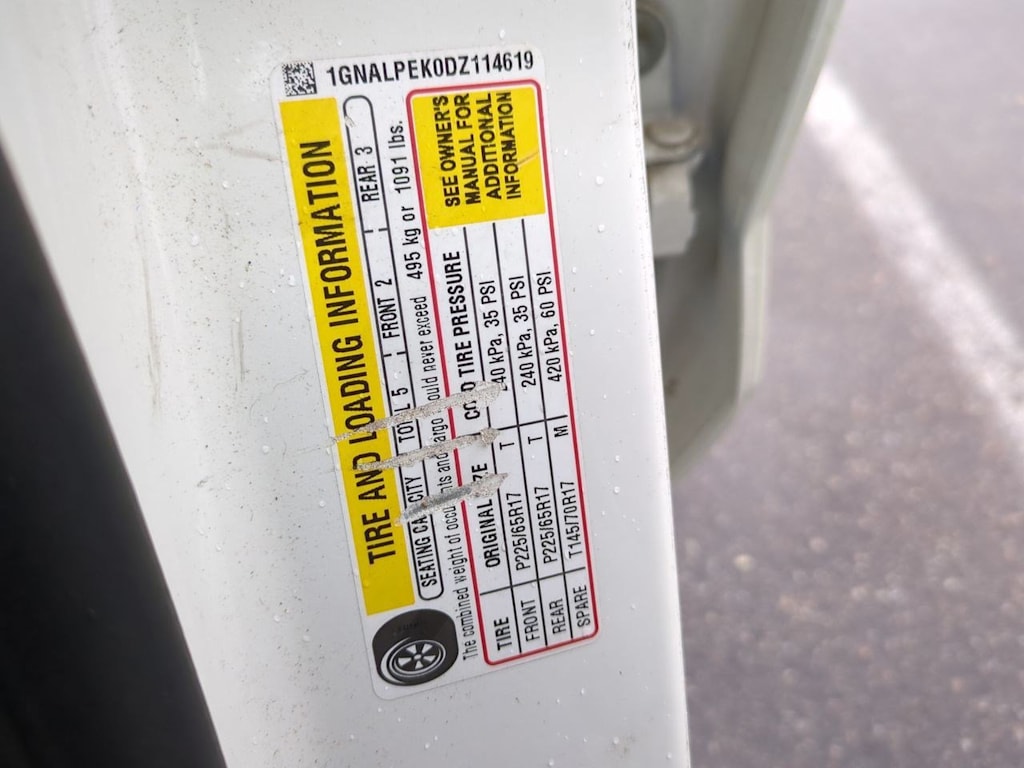 1GNALPEK0DZ114619
TIRE AND LOADING INFORMATION
SEATING CAPACITY TOTAL 5 FRONT 2 REAR 3
The combined weight of occupants and cargo should never exceed 495 kg or 1091 lbs.
TIRE ORIGINAL SIZE COLD TIRE PRESSURE
FRONT P225/65R17 T 240 kPa, 35 PSI
REAR P225/65R17 T 240 kPa, 35 PSI
SPARE T145/70R17 M 420 kPa, 60 PSI
SEE OWNER'S
MANUAL FOR
ADDITIONAL
INFORMATION